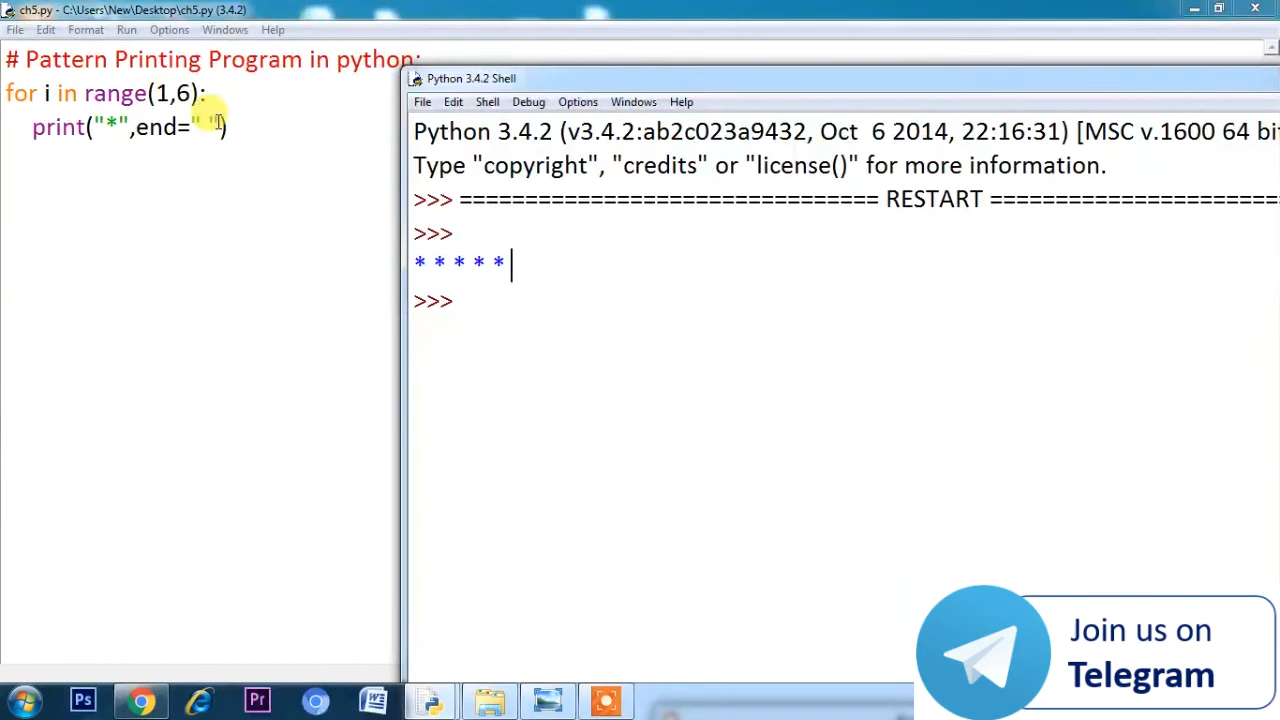 ch5.py - C:\Users\New\Desktop\ch5.py (3.4.2)
File Edit Format Run Options Windows Help
# Pattern Printing Program in python:
for i in range(1,6):
print("*",end=" ")
Python 3.4.2 Shell
File Edit Shell Debug Options Windows Help
Python 3.4.2 (v3.4.2:ab2c023a9432, Oct 6 2014, 22:16:31) [MSC v.1600 64 bit
Type "copyright", "credits" or "license()" for more information.
>>> ================================ RESTART =======================
>>>
* * * * *
>>>
Join us on
Telegram
Ps
Pr
W